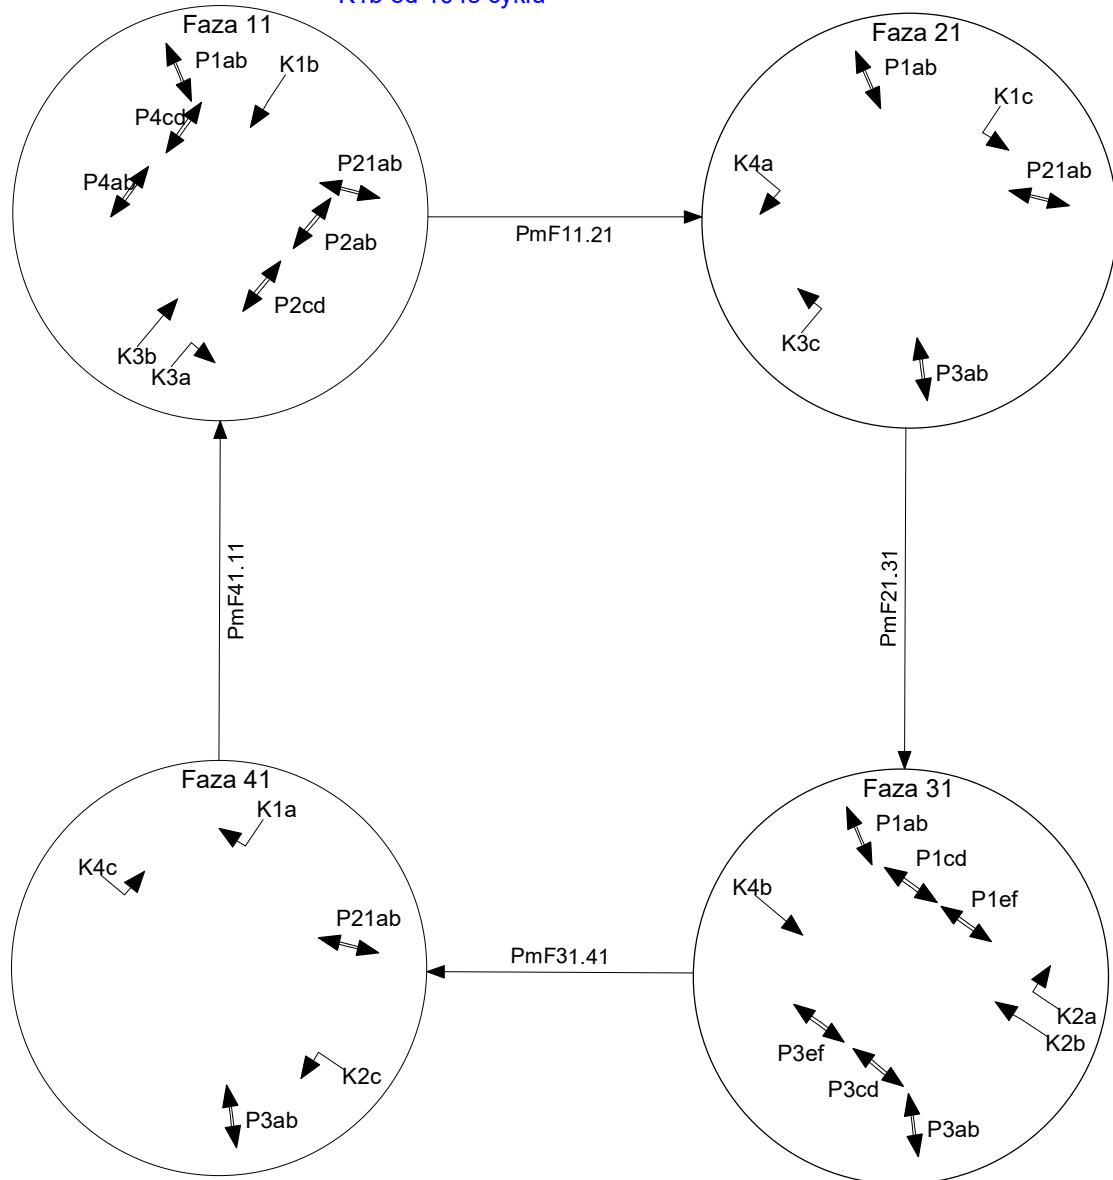 Faza 11
P1ab
K1b
P4cd
P4ab
P21ab
P2ab
P2cd
K3b
K3a
PmF11.21
Faza 21
P1ab
K1c
K4a
P21ab
K3c
P3ab
PmF41.11
PmF21.31
Faza 41
K1a
K4c
P21ab
K2c
P3ab
PmF31.41
Faza 31
P1ab
P1cd
K4b
P1ef
K2a
K2b
P3ef
P3cd
P3ab